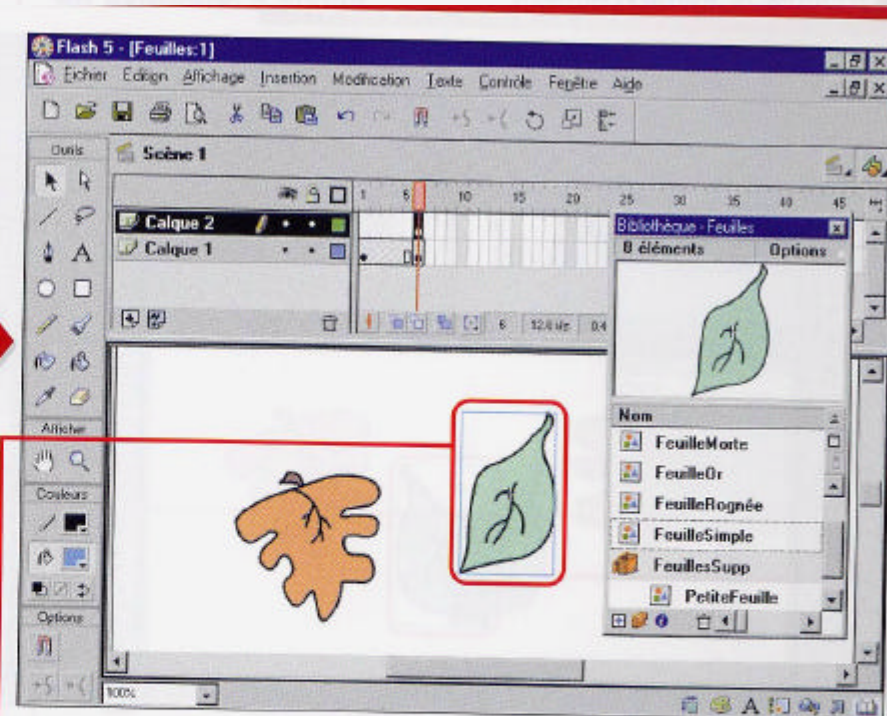 Flash 5 - [Feuilles:1]
Fichier Edition Affichage Insertion Modification Texte Contrôle Fenêtre Aide
Outils
Scène 1
1 5 10 15 20 25 30 35 40 45
Calque 2
Calque 1
6 12.0 i/s 0.4
Bibliothèque - Feuilles
8 éléments Options
Nom
FeuilleMorte
FeuilleOr
FeuilleRognée
FeuilleSimple
FeuillesSupp
PetiteFeuille
Afficher
Couleurs
Options
100%